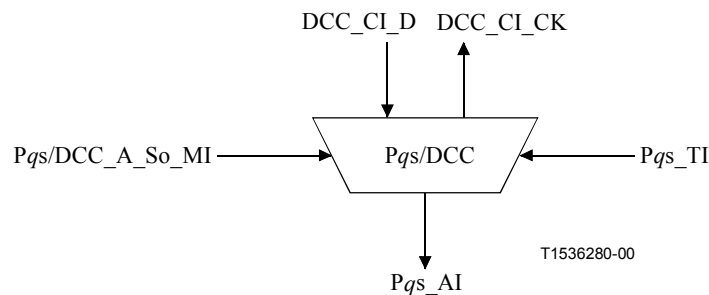 DCC_CI_D DCC_CI_CK
Pqs/DCC_A_So_MI Pqs/DCC Pqs_TI
T1536280-00
Pqs_AI